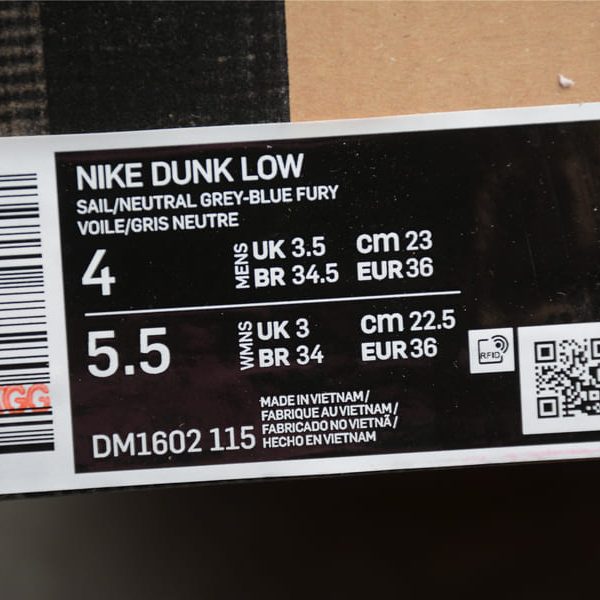 NIKE DUNK LOW
SAIL/NEUTRAL GREY-BLUE FURY
VOILE/GRIS NEUTRE
4
MENS
UK 3.5 cm 23
BR 34.5 EUR 36
5.5
WMNS
UK 3 cm 22.5
BR 34 EUR 36
RFID
MADE IN VIETNAM/
FABRIQUE AU VIETNAM/
FABRICADO NO VIETNÃ/
HECHO EN VIETNAM
DM1602 115